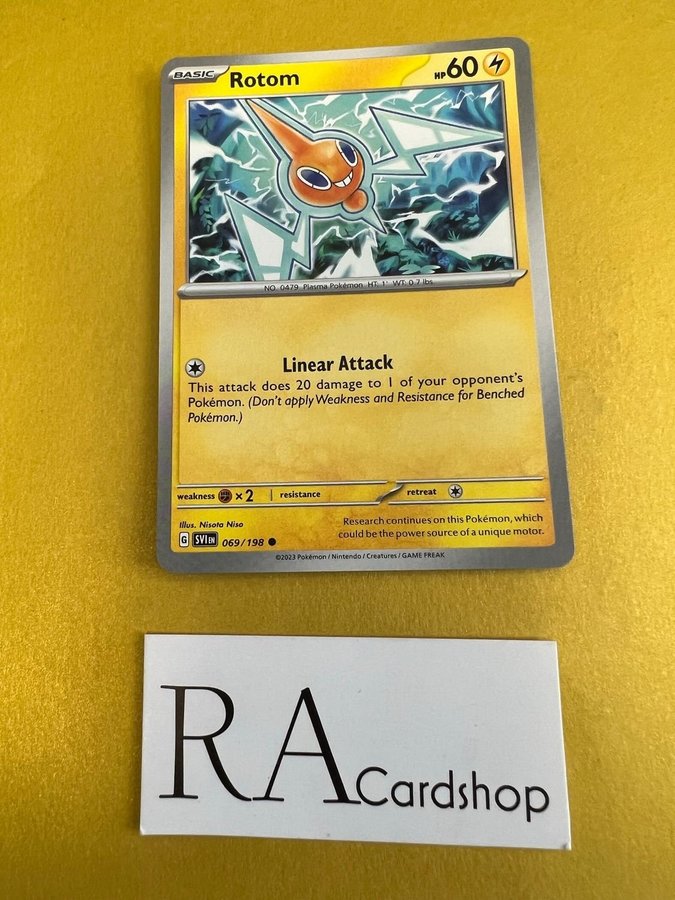 BASIC Rotom HP 60
NO. 0479 Plasma Pokémon HT: 1' WT: 0.7 lbs.
Linear Attack
This attack does 20 damage to 1 of your opponent's
Pokémon. (Don't apply Weakness and Resistance for Benched
Pokémon.)
weakness ×2 resistance retreat
Illus. Nisota Niso
G SVI EN 069/198
Research continues on this Pokémon, which
could be the power source of a unique motor.
©2023 Pokémon / Nintendo / Creatures / GAME FREAK
RA Cardshop